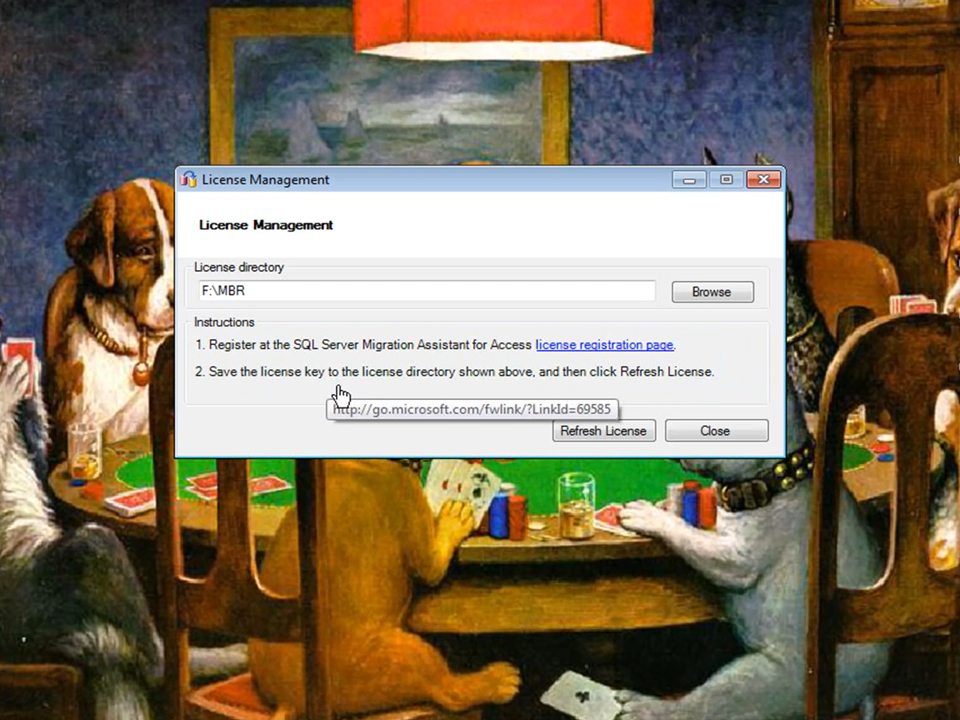 License Management
License Management
License directory
F:\MBR
Browse
Instructions
1. Register at the SQL Server Migration Assistant for Access license registration page.
2. Save the license key to the license directory shown above, and then click Refresh License.
http://go.microsoft.com/fwlink/?LinkId=69585
Refresh License
Close